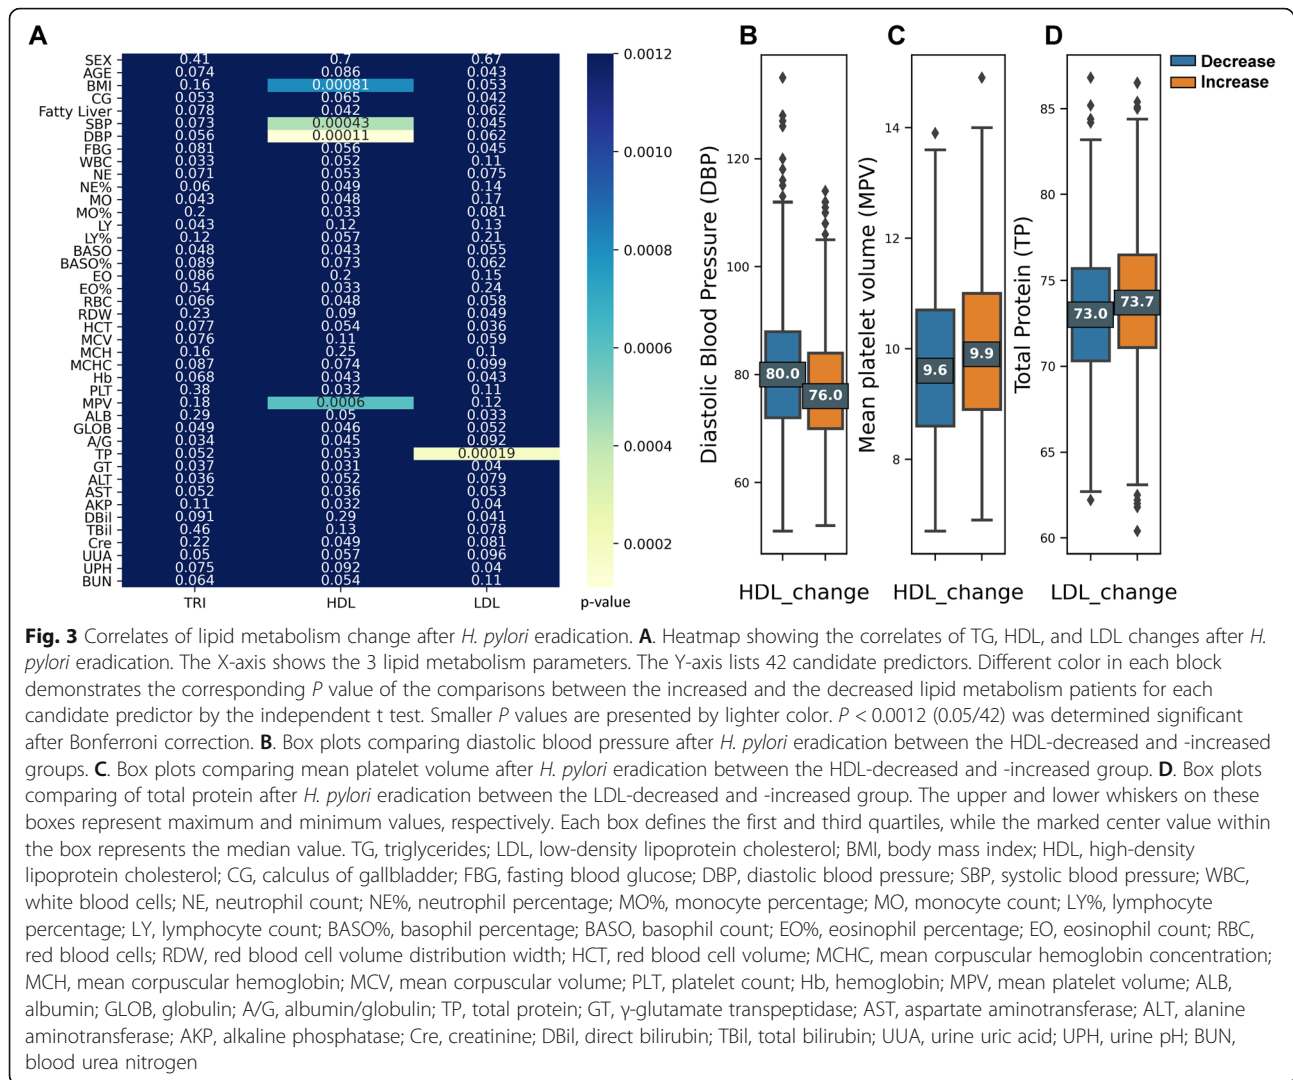 A
SEX 0.41 0.7 0.67
AGE 0.074 0.086 0.043
BMI 0.16 0.00081 0.053
CG 0.053 0.065 0.042
Fatty Liver 0.078 0.042 0.062
SBP 0.073 0.00043 0.045
DBP 0.056 0.00011 0.062
FBG 0.081 0.056 0.045
WBC 0.033 0.052 0.11
NE 0.071 0.053 0.075
NE% 0.06 0.049 0.14
MO 0.043 0.048 0.17
MO% 0.2 0.033 0.081
LY 0.043 0.12 0.13
LY% 0.12 0.057 0.21
BASO 0.048 0.043 0.055
BASO% 0.089 0.073 0.062
EO 0.086 0.2 0.15
EO% 0.54 0.033 0.24
RBC 0.066 0.048 0.058
RDW 0.23 0.09 0.049
HCT 0.077 0.054 0.036
MCV 0.076 0.11 0.059
MCH 0.16 0.25 0.1
MCHC 0.087 0.074 0.099
Hb 0.068 0.043 0.043
PLT 0.38 0.032 0.11
MPV 0.18 0.0006 0.12
ALB 0.29 0.05 0.033
GLOB 0.049 0.046 0.052
A/G 0.034 0.045 0.092
TP 0.052 0.053 0.00019
GT 0.037 0.031 0.04
ALT 0.036 0.052 0.079
AST 0.052 0.036 0.053
AKP 0.11 0.032 0.04
DBil 0.091 0.29 0.041
TBil 0.46 0.13 0.078
Cre 0.22 0.049 0.081
UUA 0.05 0.057 0.096
UPH 0.075 0.092 0.04
BUN 0.064 0.054 0.11
TRI HDL LDL
0.0012
0.0010
0.0008
0.0006
0.0004
0.0002
p-value
B
Diastolic Blood Pressure (DBP)
120
100
80
60
80.0
76.0
HDL_change
C
Mean platelet volume (MPV)
14
12
10
8
9.6
9.9
HDL_change
D
Total Protein (TP)
85
80
75
70
65
60
73.0
73.7
LDL_change
Decrease
Increase
Fig. 3 Correlates of lipid metabolism change after H. pylori eradication. A. Heatmap showing the correlates of TG, HDL, and LDL changes after H.
pylori eradication. The X-axis shows the 3 lipid metabolism parameters. The Y-axis lists 42 candidate predictors. Different color in each block
demonstrates the corresponding P value of the comparisons between the increased and the decreased lipid metabolism patients for each
candidate predictor by the independent t test. Smaller P values are presented by lighter color. P < 0.0012 (0.05/42) was determined significant
after Bonferroni correction. B. Box plots comparing diastolic blood pressure after H. pylori eradication between the HDL-decreased and -increased
groups. C. Box plots comparing mean platelet volume after H. pylori eradication between the HDL-decreased and -increased group. D. Box plots
comparing of total protein after H. pylori eradication between the LDL-decreased and -increased group. The upper and lower whiskers on these
boxes represent maximum and minimum values, respectively. Each box defines the first and third quartiles, while the marked center value within
the box represents the median value. TG, triglycerides; LDL, low-density lipoprotein cholesterol; BMI, body mass index; HDL, high-density
lipoprotein cholesterol; CG, calculus of gallbladder; FBG, fasting blood glucose; DBP, diastolic blood pressure; SBP, systolic blood pressure; WBC,
white blood cells; NE, neutrophil count; NE%, neutrophil percentage; MO%, monocyte percentage; MO, monocyte count; LY%, lymphocyte
percentage; LY, lymphocyte count; BASO%, basophil percentage; BASO, basophil count; EO%, eosinophil percentage; EO, eosinophil count; RBC,
red blood cells; RDW, red blood cell volume distribution width; HCT, red blood cell volume; MCHC, mean corpuscular hemoglobin concentration;
MCH, mean corpuscular hemoglobin; MCV, mean corpuscular volume; PLT, platelet count; Hb, hemoglobin; MPV, mean platelet volume; ALB,
albumin; GLOB, globulin; A/G, albumin/globulin; TP, total protein; GT, γ-glutamate transpeptidase; AST, aspartate aminotransferase; ALT, alanine
aminotransferase; AKP, alkaline phosphatase; Cre, creatinine; DBil, direct bilirubin; TBil, total bilirubin; UUA, urine uric acid; UPH, urine pH; BUN,
blood urea nitrogen